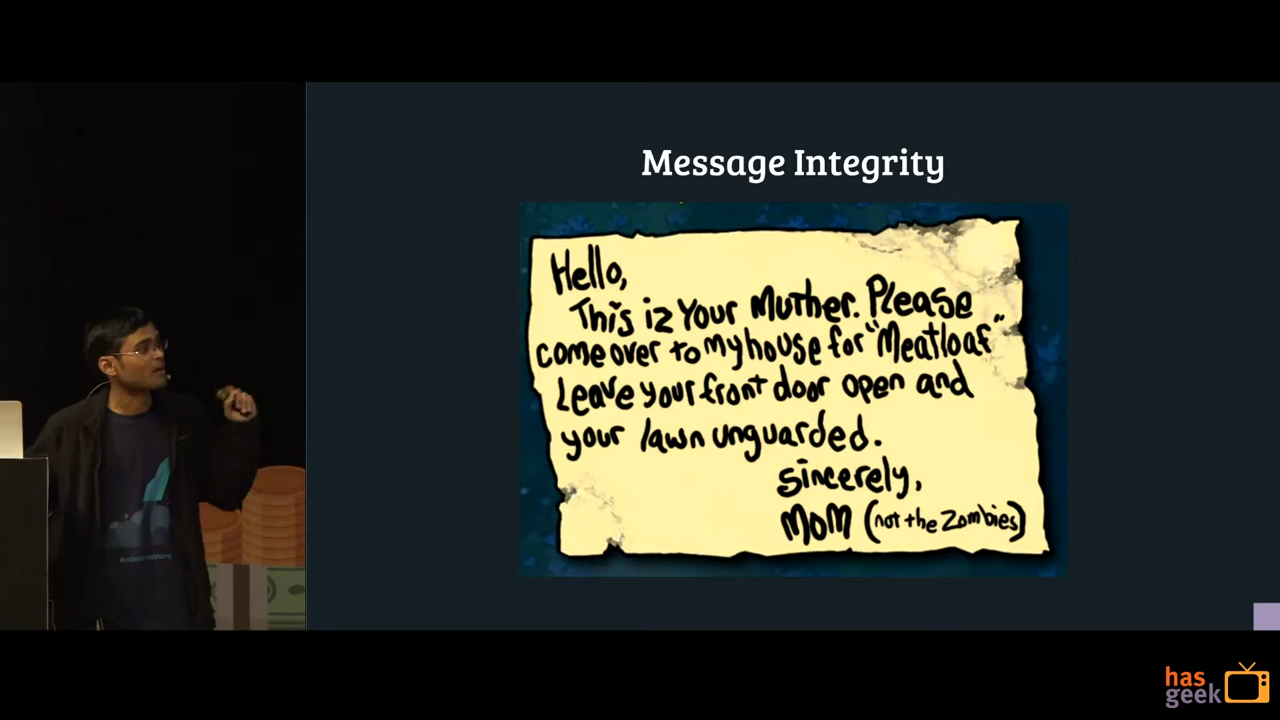 Message Integrity
Hello,
This iz Your Muther. Please
come over to my house for "Meatloaf"
Leave your front door open and
your lawn unguarded.
sincerely,
MOM (not the Zombies)
has
geek